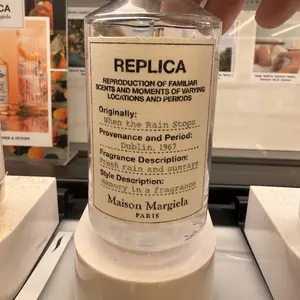 REPLICA
REPRODUCTION OF FAMILIAR
SCENTS AND MOMENTS OF VARYING
LOCATIONS AND PERIODS
Originally:
When the Rain Stops
Provenance and Period:
Dublin, 1967
Fragrance Description:
Fresh rain and sunrays
Style Description:
Memory in a fragrance
Maison Margiela
PARIS